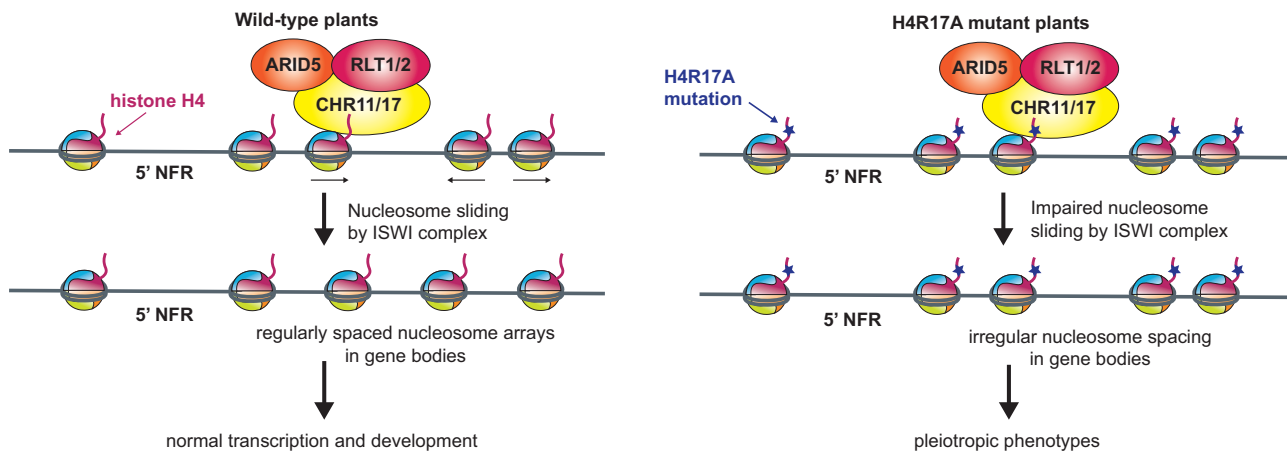 Wild-type plants
ARID5
RLT1/2
CHR11/17
histone H4
5' NFR
Nucleosome sliding
by ISWI complex
5' NFR
regularly spaced nucleosome arrays
in gene bodies
normal transcription and development
H4R17A mutant plants
ARID5
RLT1/2
CHR11/17
H4R17A
mutation
5' NFR
Impaired nucleosome
sliding by ISWI complex
5' NFR
irregular nucleosome spacing
in gene bodies
pleiotropic phenotypes